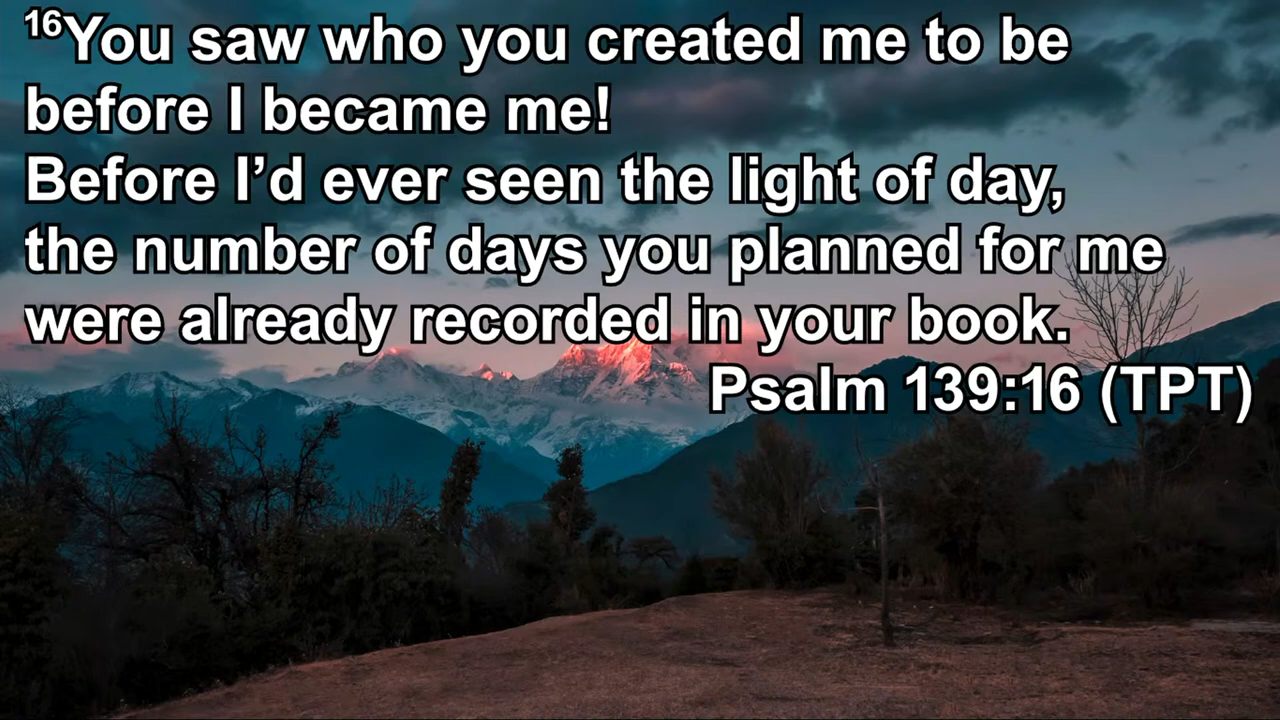 16You saw who you created me to be
before I became me!
Before I’d ever seen the light of day,
the number of days you planned for me
were already recorded in your book.
Psalm 139:16 (TPT)